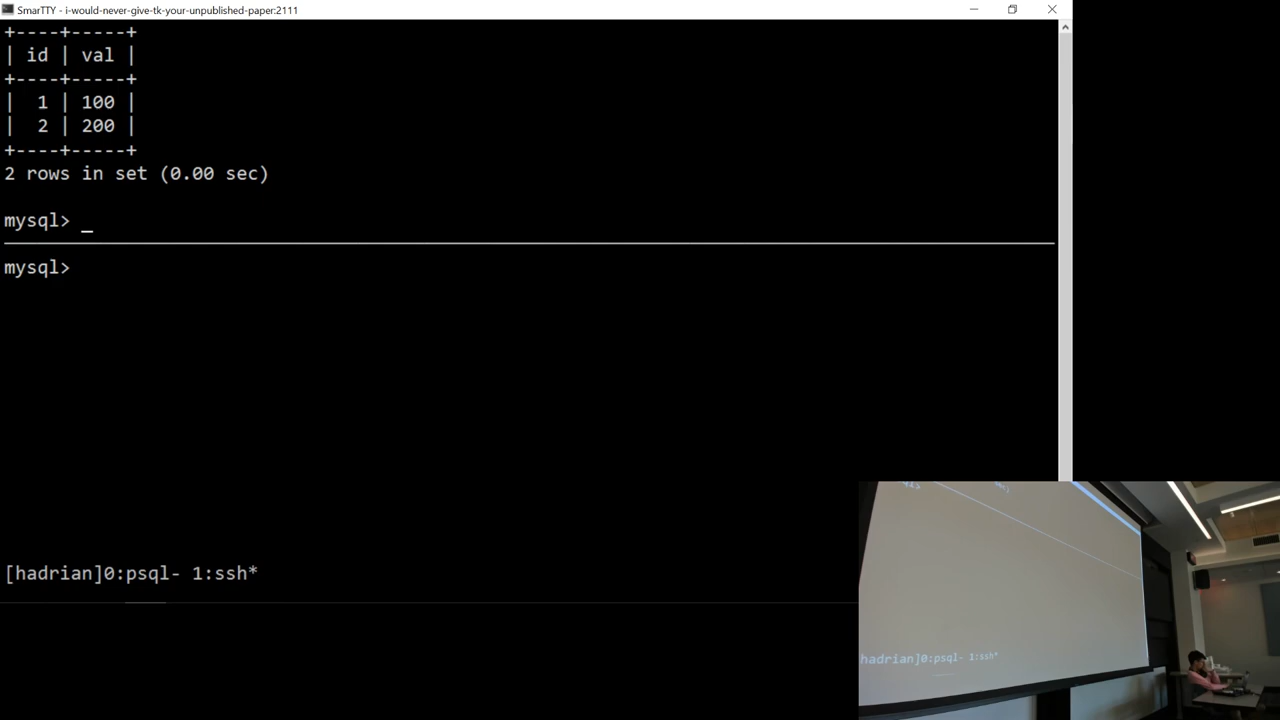 SmarTTY - i-would-never-give-tk-your-unpublished-paper:2111
+----+-----+
| id | val |
+----+-----+
|  1 | 100 |
|  2 | 200 |
+----+-----+
2 rows in set (0.00 sec)
mysql> _
mysql>
[hadrian]0:psql- 1:ssh*
hadrian]0:psql- 1:ssh*